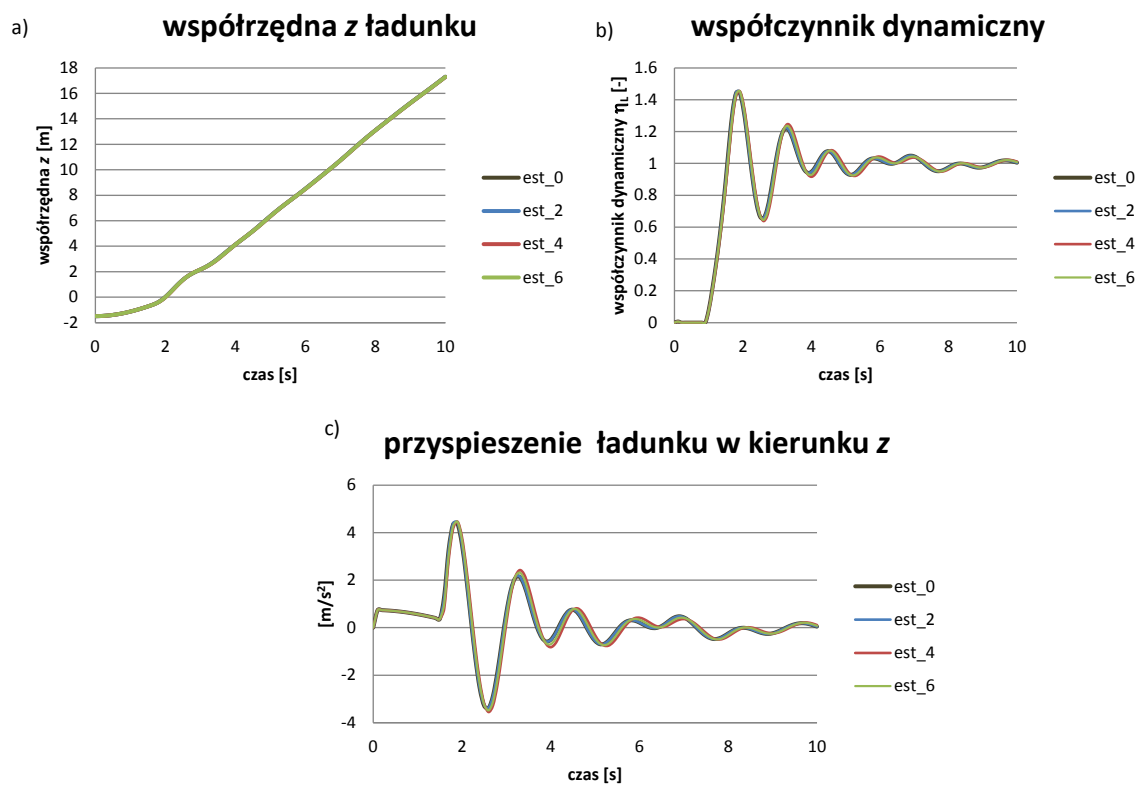 a)
współrzędna z ładunku
18
16
14
12
10
8
6
4
2
0
-2
współrzędna z [m]
0 2 4 6 8 10
czas [s]
est_0
est_2
est_4
est_6
b)
współczynnik dynamiczny
1.6
1.4
1.2
1
0.8
0.6
0.4
0.2
0
współczynnik dynamiczny ηL [-]
0 2 4 6 8 10
czas [s]
est_0
est_2
est_4
est_6
c)
przyspieszenie ładunku w kierunku z
6
4
2
0
-2
-4
[m/s²]
0 2 4 6 8 10
czas [s]
est_0
est_2
est_4
est_6